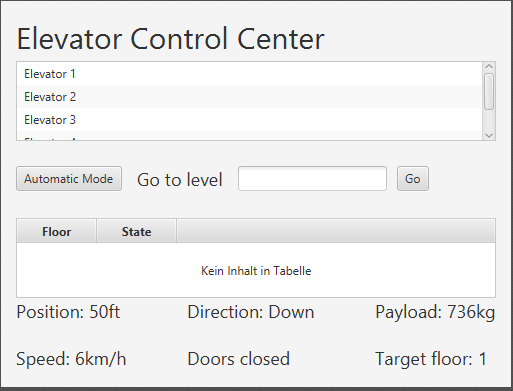 Elevator Control Center
Elevator 1
Elevator 2
Elevator 3
Automatic Mode Go to level Go
Floor State
Kein Inhalt in Tabelle
Position: 50ft Direction: Down Payload: 736kg
Speed: 6km/h Doors closed Target floor: 1